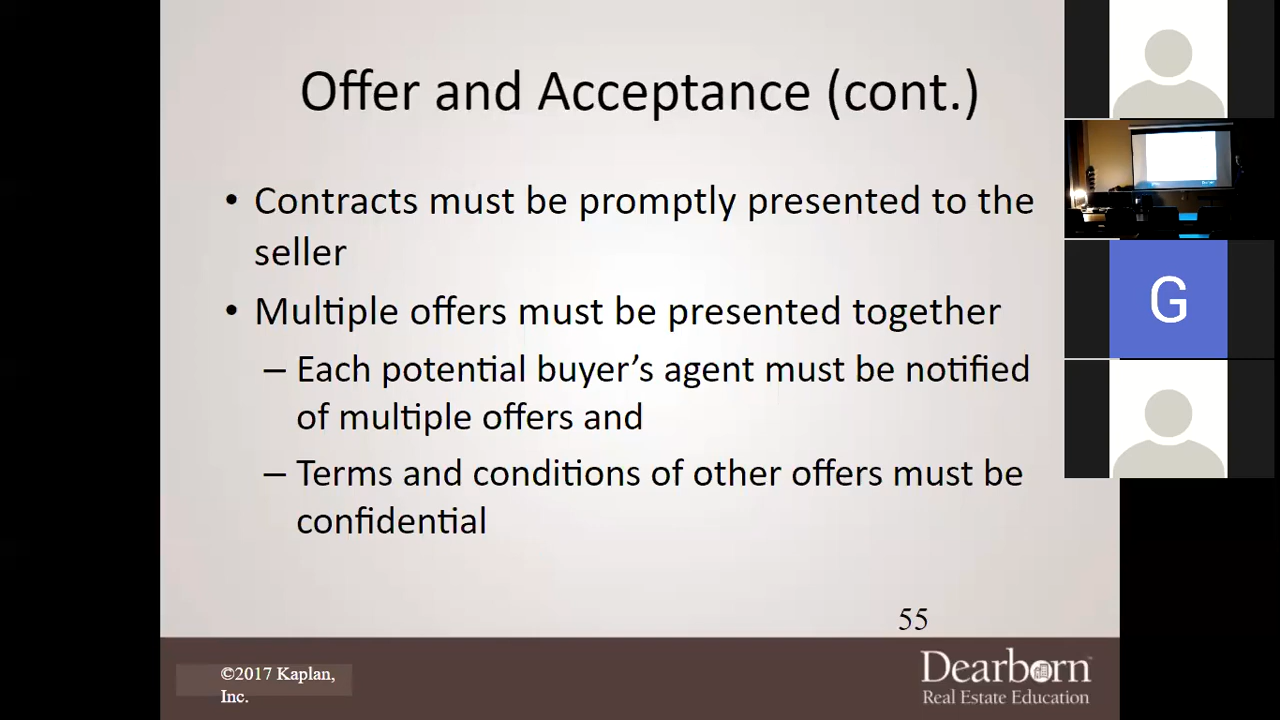 Offer and Acceptance (cont.)
• Contracts must be promptly presented to the
seller
• Multiple offers must be presented together
– Each potential buyer’s agent must be notified
of multiple offers and
– Terms and conditions of other offers must be
confidential
55
©2017 Kaplan,
Inc.
Dearborn
Real Estate Education
G